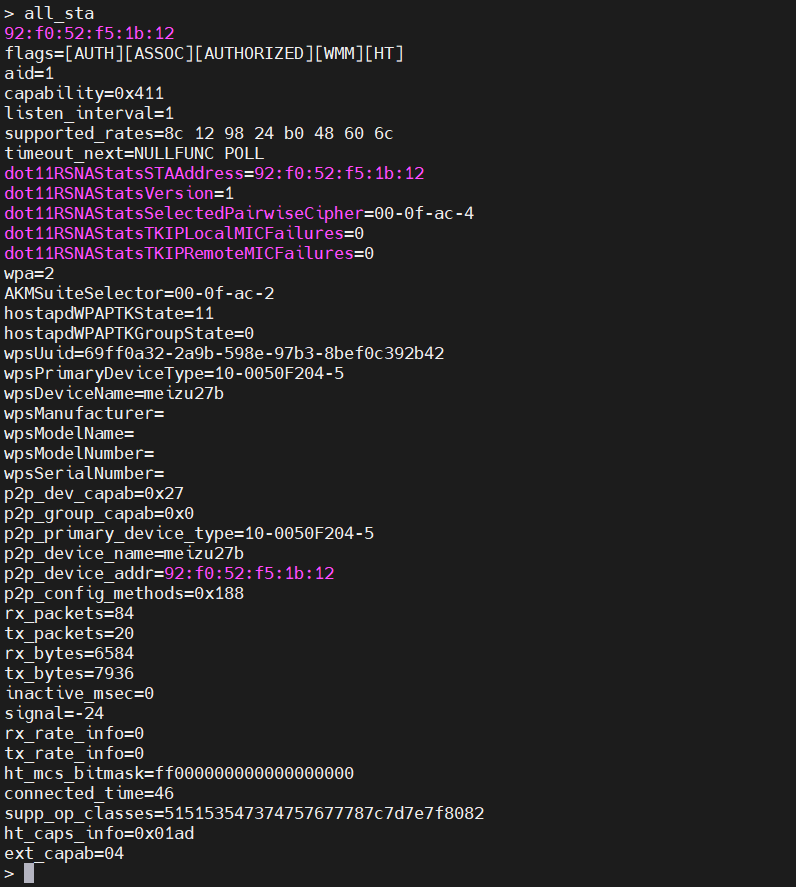 > all_sta
92:f0:52:f5:1b:12
flags=[AUTH][ASSOC][AUTHORIZED][WMM][HT]
aid=1
capability=0x411
listen_interval=1
supported_rates=8c 12 98 24 b0 48 60 6c
timeout_next=NULLFUNC POLL
dot11RSNAStatsSTAAddress=92:f0:52:f5:1b:12
dot11RSNAStatsVersion=1
dot11RSNAStatsSelectedPairwiseCipher=00-0f-ac-4
dot11RSNAStatsTKIPLocalMICFailures=0
dot11RSNAStatsTKIPRemoteMICFailures=0
wpa=2
AKMSuiteSelector=00-0f-ac-2
hostapdWPAPTKState=11
hostapdWPAPTKGroupState=0
wpsUuid=69ff0a32-2a9b-598e-97b3-8bef0c392b42
wpsPrimaryDeviceType=10-0050F204-5
wpsDeviceName=meizu27b
wpsManufacturer=
wpsModelName=
wpsModelNumber=
wpsSerialNumber=
p2p_dev_capab=0x27
p2p_group_capab=0x0
p2p_primary_device_type=10-0050F204-5
p2p_device_name=meizu27b
p2p_device_addr=92:f0:52:f5:1b:12
p2p_config_methods=0x188
rx_packets=84
tx_packets=20
rx_bytes=6584
tx_bytes=7936
inactive_msec=0
signal=-24
rx_rate_info=0
tx_rate_info=0
ht_mcs_bitmask=ff000000000000000000
connected_time=46
supp_op_classes=515153547374757677787c7d7e7f8082
ht_caps_info=0x01ad
ext_capab=04
>